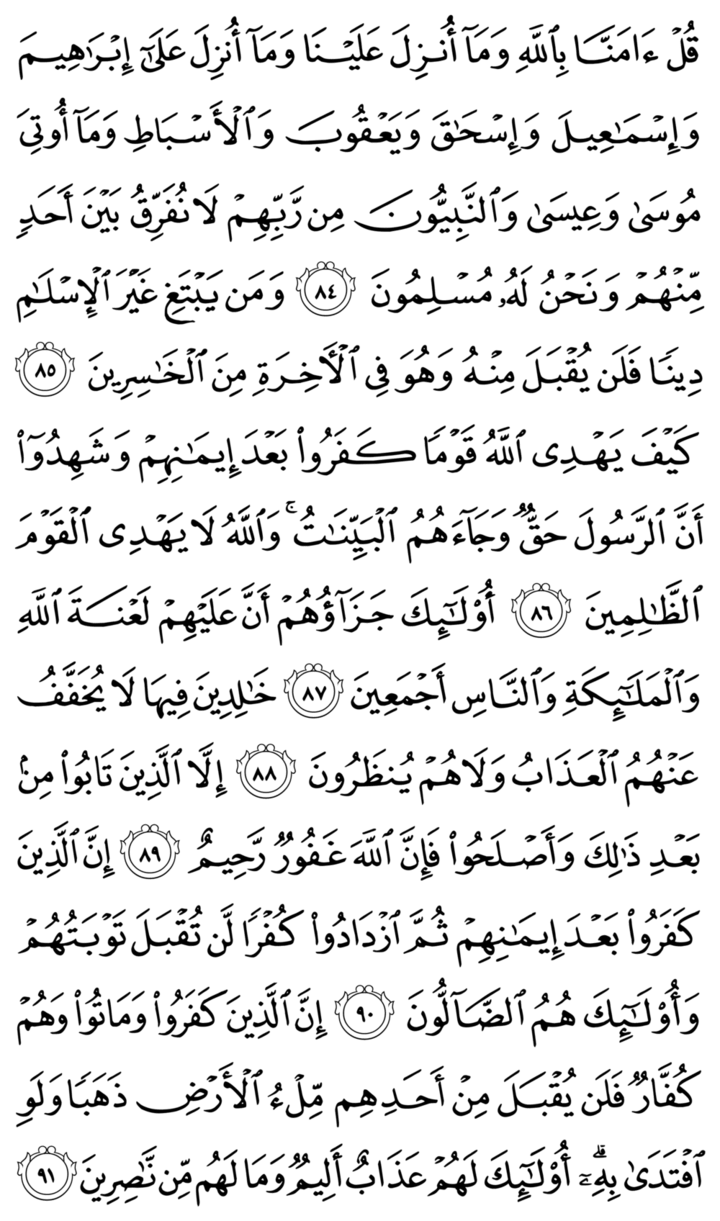 قُلۡ ءَامَنَّا بِٱللَّهِ وَمَآ أُنزِلَ عَلَيۡنَا وَمَآ أُنزِلَ عَلَىٰٓ إِبۡرَٰهِيمَ
وَإِسۡمَٰعِيلَ وَإِسۡحَٰقَ وَيَعۡقُوبَ وَٱلۡأَسۡبَاطِ وَمَآ أُوتِيَ
مُوسَىٰ وَعِيسَىٰ وَٱلنَّبِيُّونَ مِن رَّبِّهِمۡ لَا نُفَرِّقُ بَيۡنَ أَحَدٖ
مِّنۡهُمۡ وَنَحۡنُ لَهُۥ مُسۡلِمُونَ ٨٤ وَمَن يَبۡتَغِ غَيۡرَ ٱلۡإِسۡلَٰمِ
دِينٗا فَلَن يُقۡبَلَ مِنۡهُ وَهُوَ فِي ٱلۡأٓخِرَةِ مِنَ ٱلۡخَٰسِرِينَ ٨٥
كَيۡفَ يَهۡدِي ٱللَّهُ قَوۡمٗا كَفَرُواْ بَعۡدَ إِيمَٰنِهِمۡ وَشَهِدُوٓاْ
أَنَّ ٱلرَّسُولَ حَقّٞ وَجَآءَهُمُ ٱلۡبَيِّنَٰتُۚ وَٱللَّهُ لَا يَهۡدِي ٱلۡقَوۡمَ
ٱلظَّٰلِمِينَ ٨٦ أُوْلَٰٓئِكَ جَزَآؤُهُمۡ أَنَّ عَلَيۡهِمۡ لَعۡنَةَ ٱللَّهِ
وَٱلۡمَلَٰٓئِكَةِ وَٱلنَّاسِ أَجۡمَعِينَ ٨٧ خَٰلِدِينَ فِيهَا لَا يُخَفَّفُ
عَنۡهُمُ ٱلۡعَذَابُ وَلَا هُمۡ يُنظَرُونَ ٨٨ إِلَّا ٱلَّذِينَ تَابُواْ مِنۢ
بَعۡدِ ذَٰلِكَ وَأَصۡلَحُواْ فَإِنَّ ٱللَّهَ غَفُورٞ رَّحِيمٌ ٨٩ إِنَّ ٱلَّذِينَ
كَفَرُواْ بَعۡدَ إِيمَٰنِهِمۡ ثُمَّ ٱزۡدَادُواْ كُفۡرٗا لَّن تُقۡبَلَ تَوۡبَتُهُمۡ
وَأُوْلَٰٓئِكَ هُمُ ٱلضَّآلُّونَ ٩٠ إِنَّ ٱلَّذِينَ كَفَرُواْ وَمَاتُواْ وَهُمۡ
كُفَّارٞ فَلَن يُقۡبَلَ مِنۡ أَحَدِهِم مِّلۡءُ ٱلۡأَرۡضِ ذَهَبٗا وَلَوِ
ٱفۡتَدَىٰ بِهِۦٓۗ أُوْلَٰٓئِكَ لَهُمۡ عَذَابٌ أَلِيمٞ وَمَا لَهُم مِّن نَّٰصِرِينَ ٩١